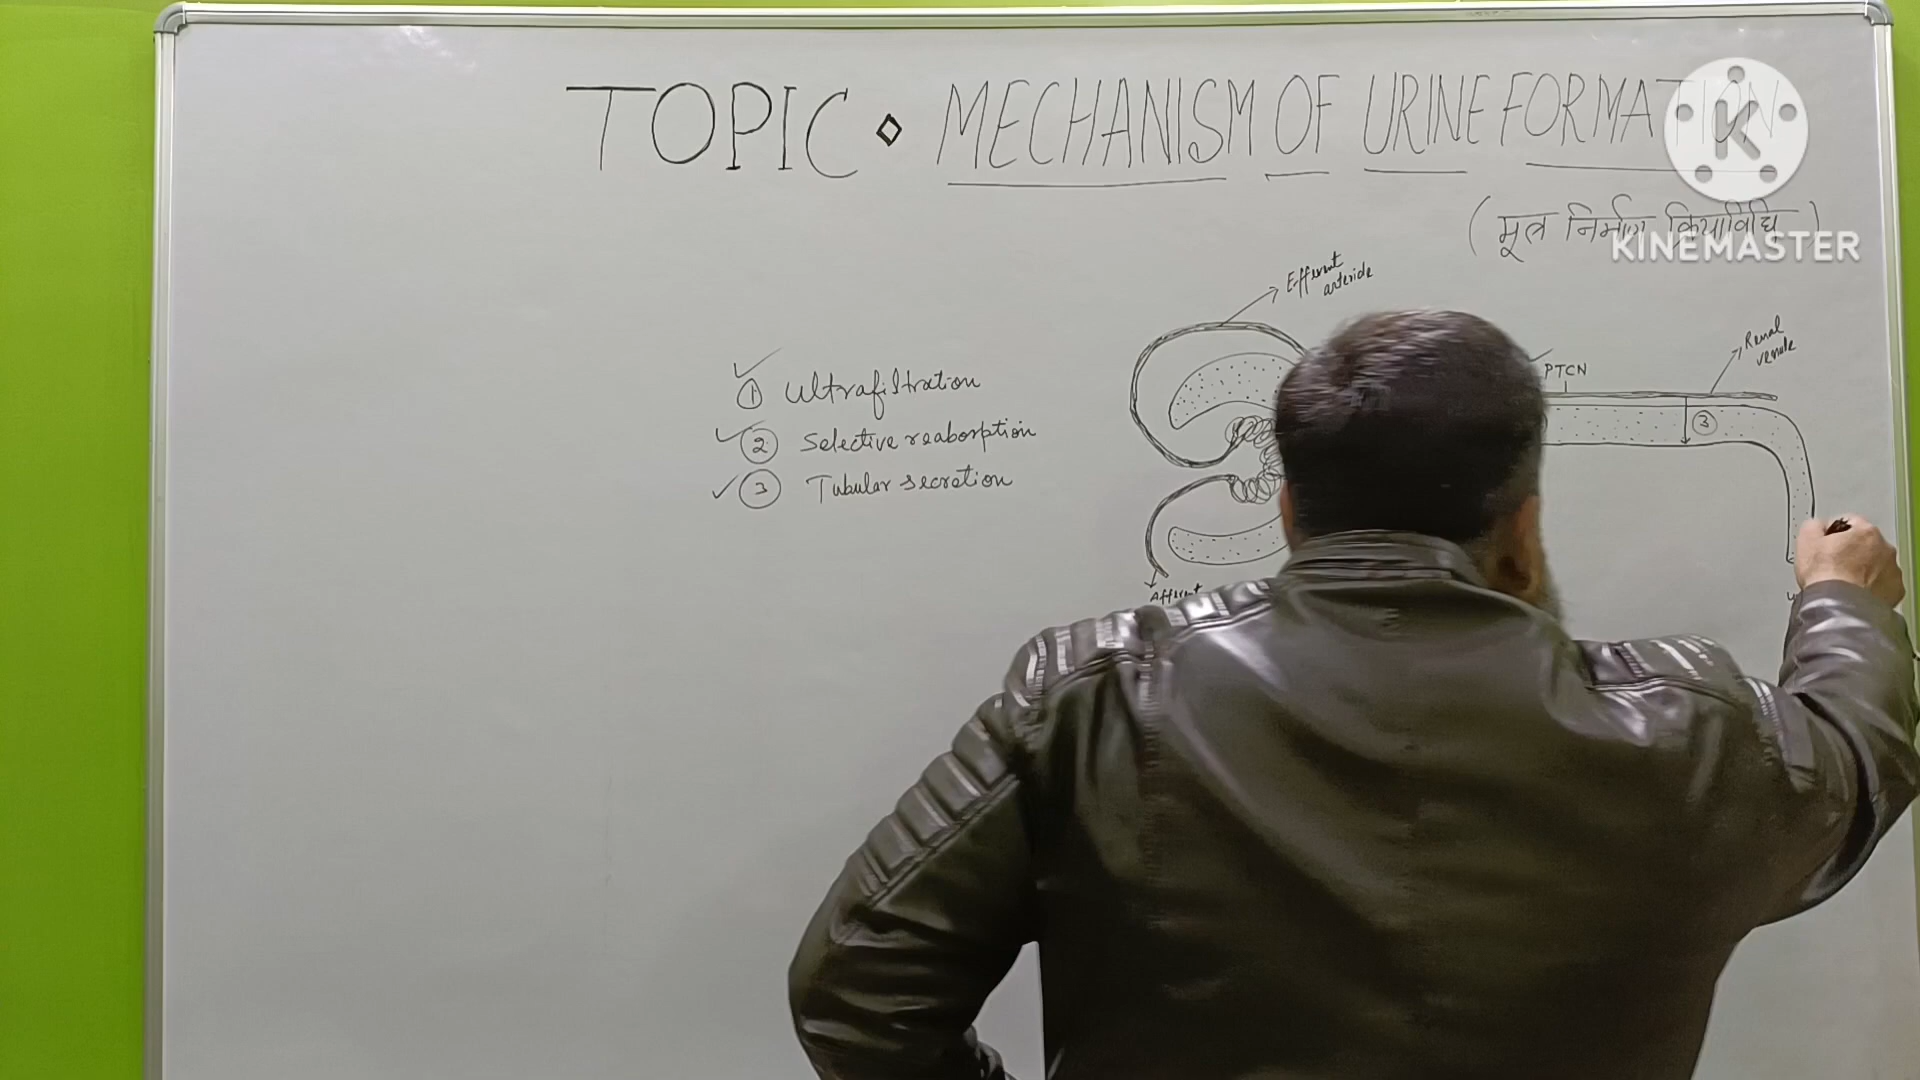 TOPIC ⋄ MECHANISM OF URINE FORMATION
(मूत्र निर्माण क्रियाविधि)
KINEMASTER
Efferent
arteriole
Renal
venule
PTCN
① Ultrafiltration
② Selective reabsorption
③ Tubular secretion
③
Afferent